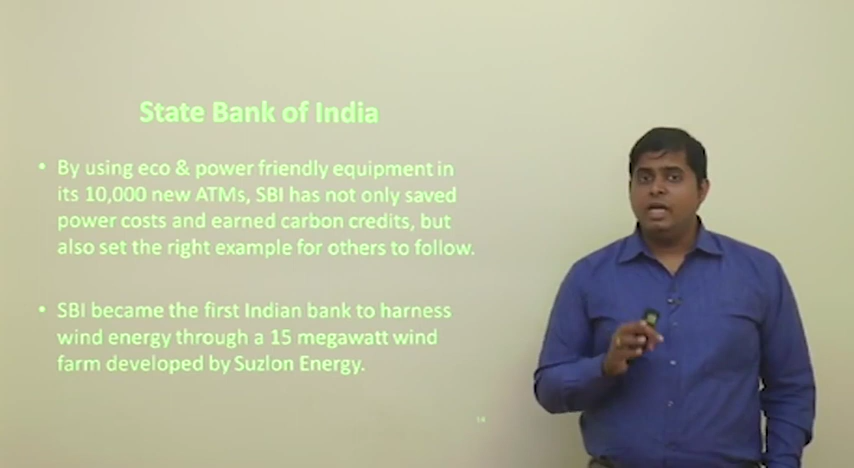 State Bank of India
• By using eco & power friendly equipment in
its 10,000 new ATMs, SBI has not only saved
power costs and earned carbon credits, but
also set the right example for others to follow.
• SBI became the first Indian bank to harness
wind energy through a 15 megawatt wind
farm developed by Suzlon Energy.